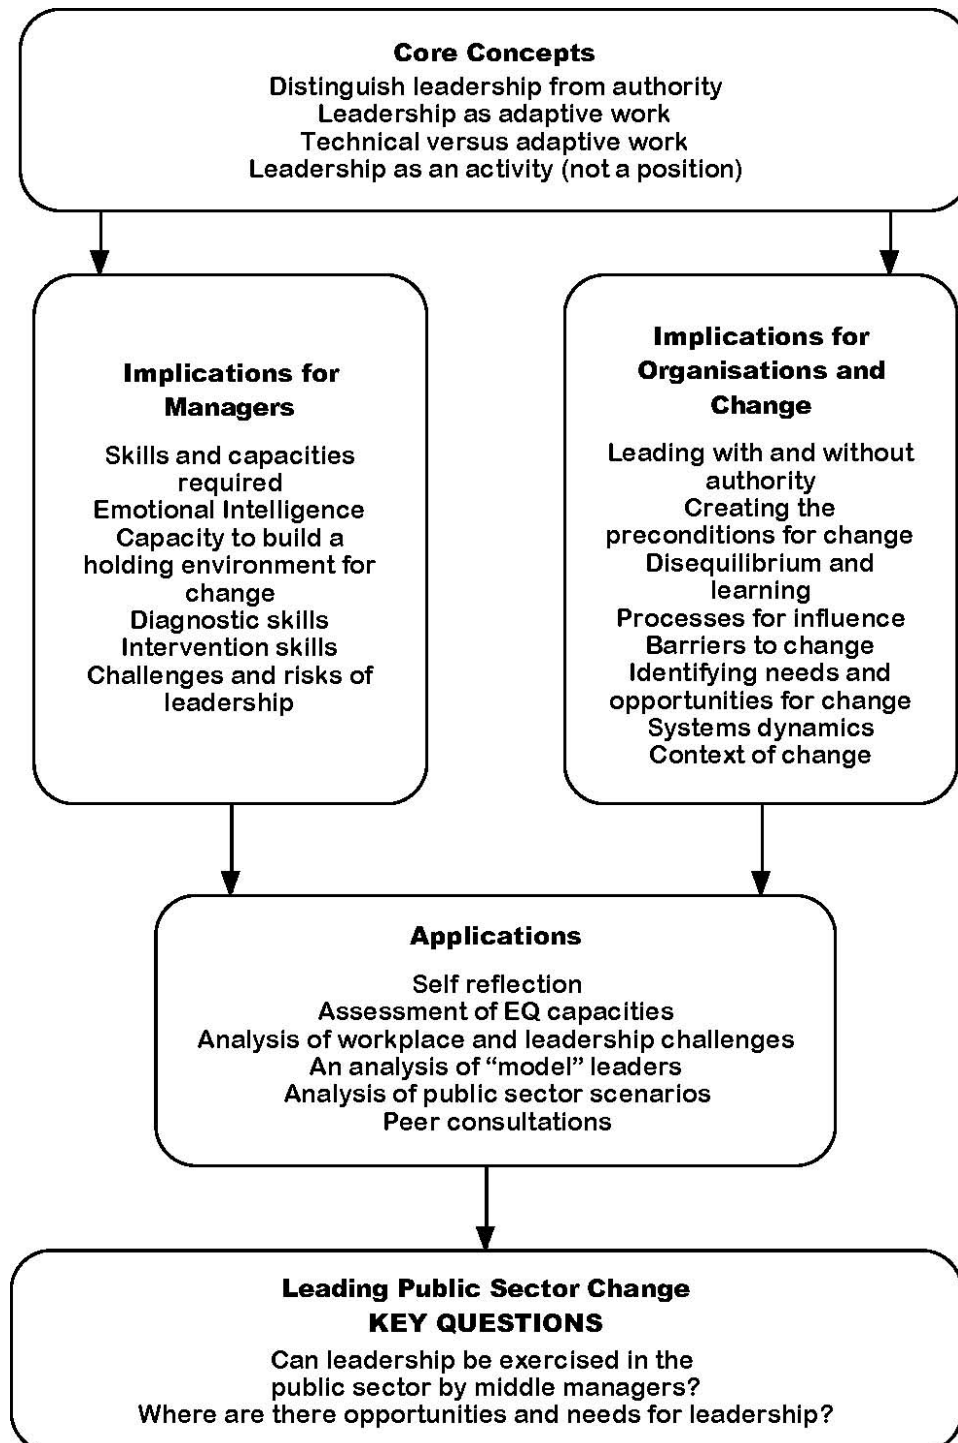 Core Concepts
Distinguish leadership from authority
Leadership as adaptive work
Technical versus adaptive work
Leadership as an activity (not a position)
Implications for
Managers
Skills and capacities
required
Emotional Intelligence
Capacity to build a
holding environment for
change
Diagnostic skills
Intervention skills
Challenges and risks of
leadership
Implications for
Organisations and
Change
Leading with and without
authority
Creating the
preconditions for change
Disequilibrium and
learning
Processes for influence
Barriers to change
Identifying needs and
opportunities for change
Systems dynamics
Context of change
Applications
Self reflection
Assessment of EQ capacities
Analysis of workplace and leadership challenges
An analysis of “model” leaders
Analysis of public sector scenarios
Peer consultations
Leading Public Sector Change
KEY QUESTIONS
Can leadership be exercised in the
public sector by middle managers?
Where are there opportunities and needs for leadership?